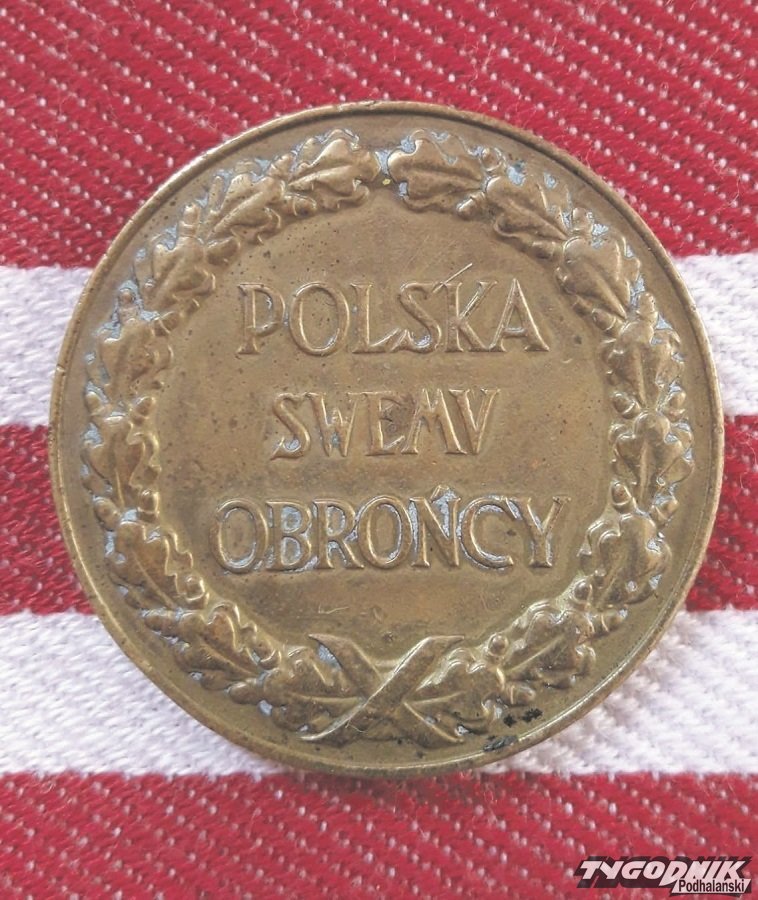 POLSKA
SWEMV
OBROŃCY
TYGODNIK
Podhalański